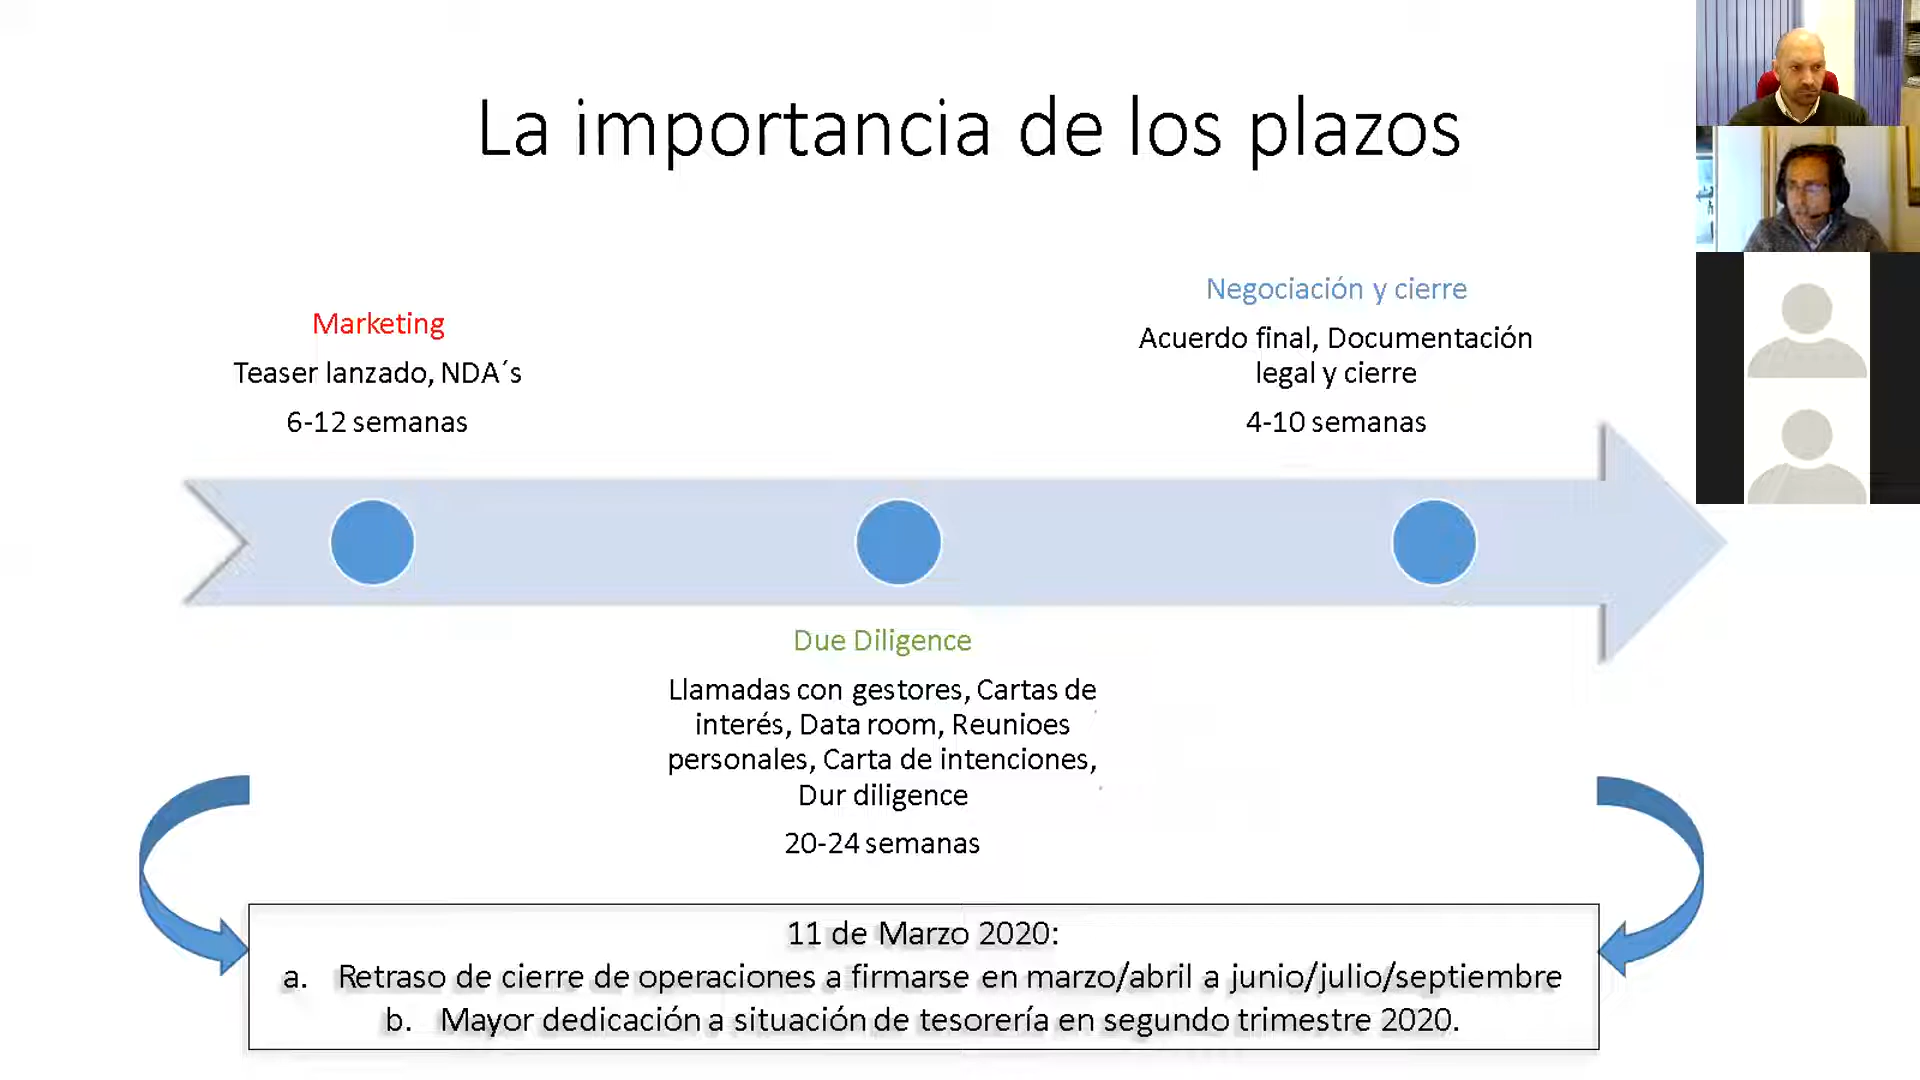 La importancia de los plazos
Marketing
Teaser lanzado, NDA´s
6-12 semanas
Negociación y cierre
Acuerdo final, Documentación
legal y cierre
4-10 semanas
Due Diligence
Llamadas con gestores, Cartas de
interés, Data room, Reunioes
personales, Carta de intenciones,
Dur diligence
20-24 semanas
11 de Marzo 2020:
a. Retraso de cierre de operaciones a firmarse en marzo/abril a junio/julio/septiembre
b. Mayor dedicación a situación de tesorería en segundo trimestre 2020.